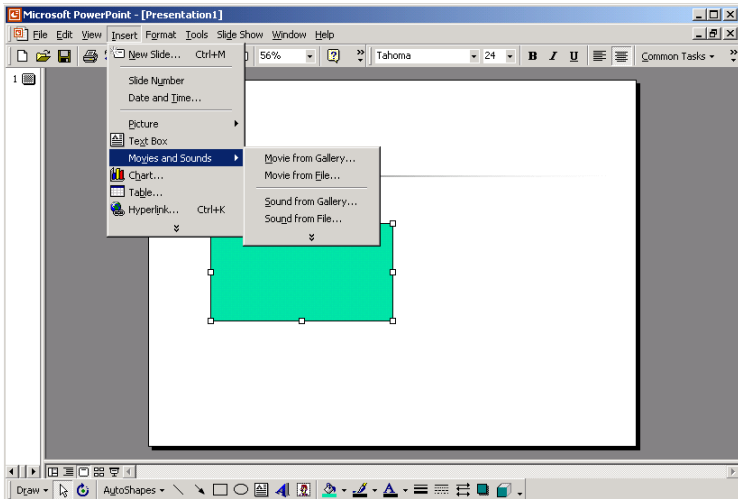 Microsoft PowerPoint - [Presentation1]
File Edit View Insert Format Tools Slide Show Window Help
56% Tahoma 24 B I U Common Tasks
1
New Slide... Ctrl+M
Slide Number
Date and Time...
Picture
Text Box
Movies and Sounds
Chart...
Table...
Hyperlink... Ctrl+K
Movie from Gallery...
Movie from File...
Sound from Gallery...
Sound from File...
Draw AutoShapes A